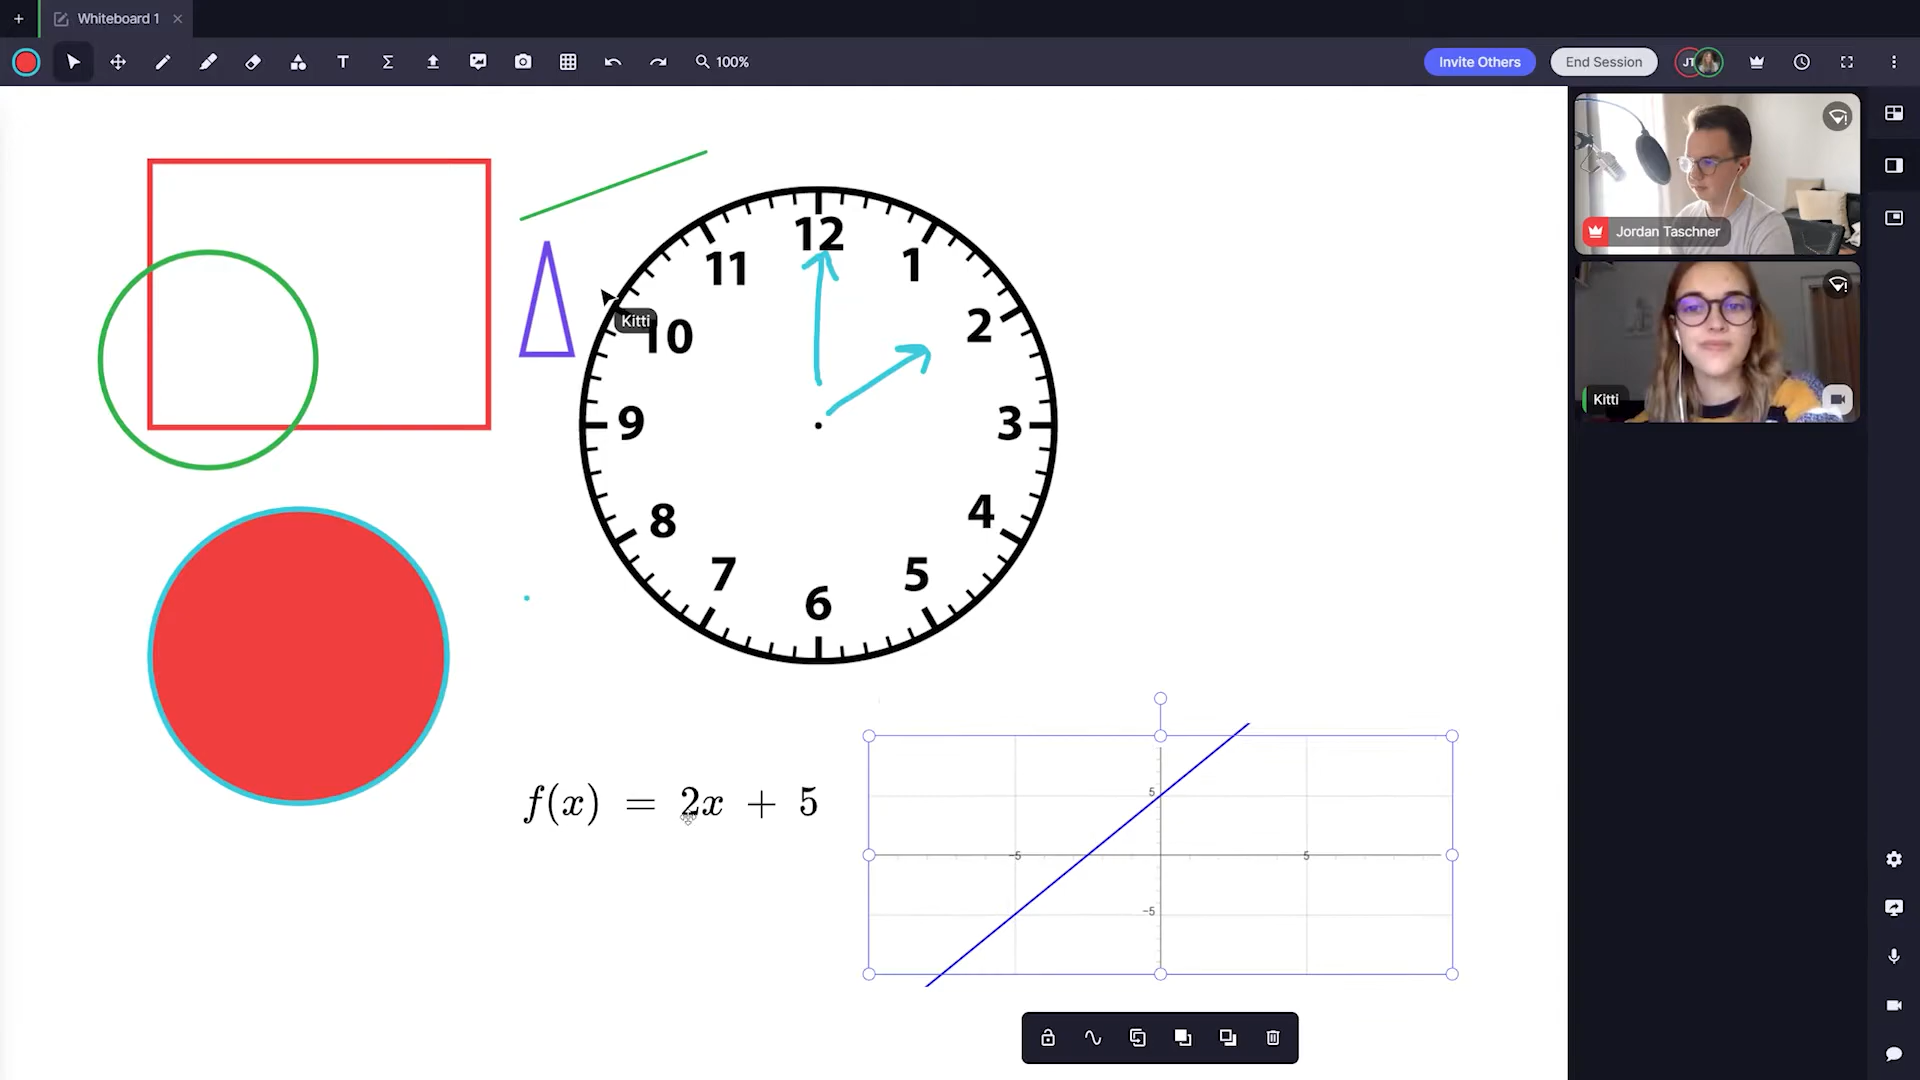 + Whiteboard 1 ×
T Σ 100% Invite Others End Session JT
Jordan Taschner
Kitti
Kitti
12
11 1
10 2
9 3
8 4
7 5
6
f(x) = 2x + 5
5
-5 5
-5